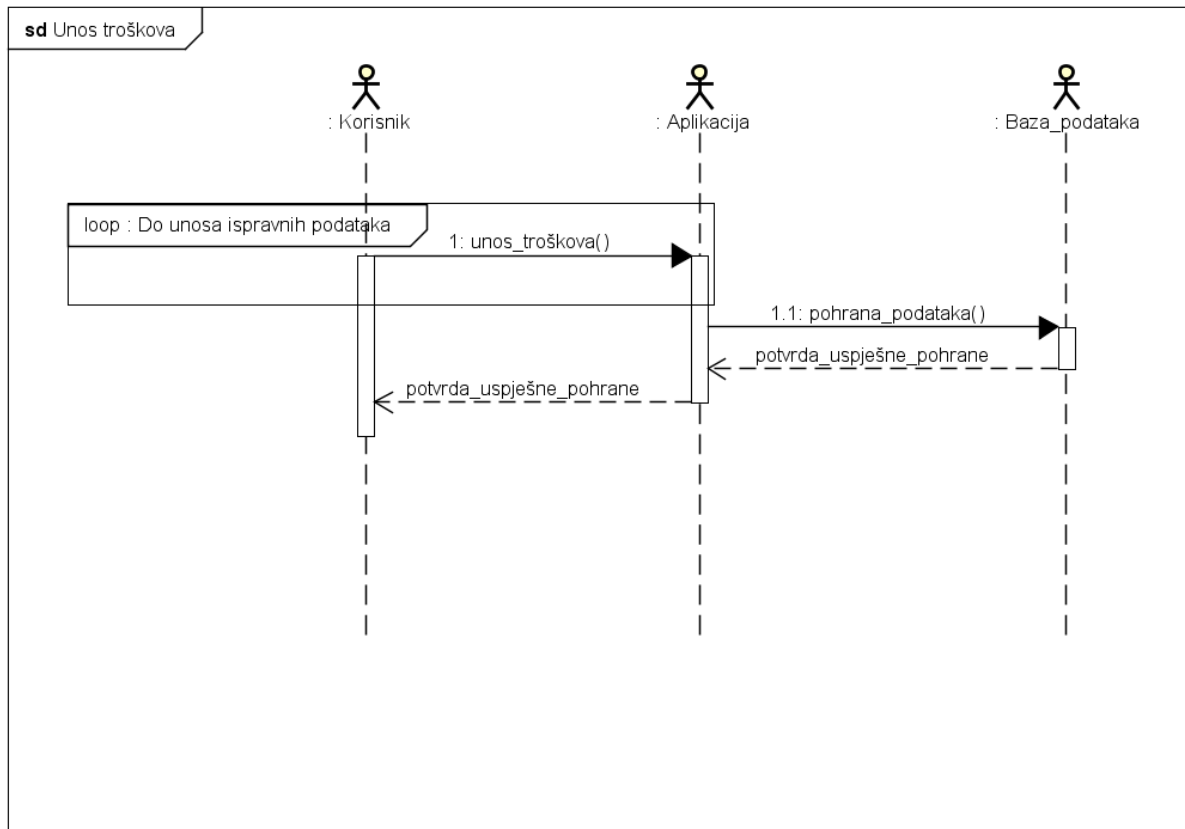 sd Unos troškova
: Korisnik
: Aplikacija
: Baza_podataka
loop : Do unosa ispravnih podataka
1: unos_troškova()
1.1: pohrana_podataka()
potvrda_uspješne_pohrane
potvrda_uspješne_pohrane